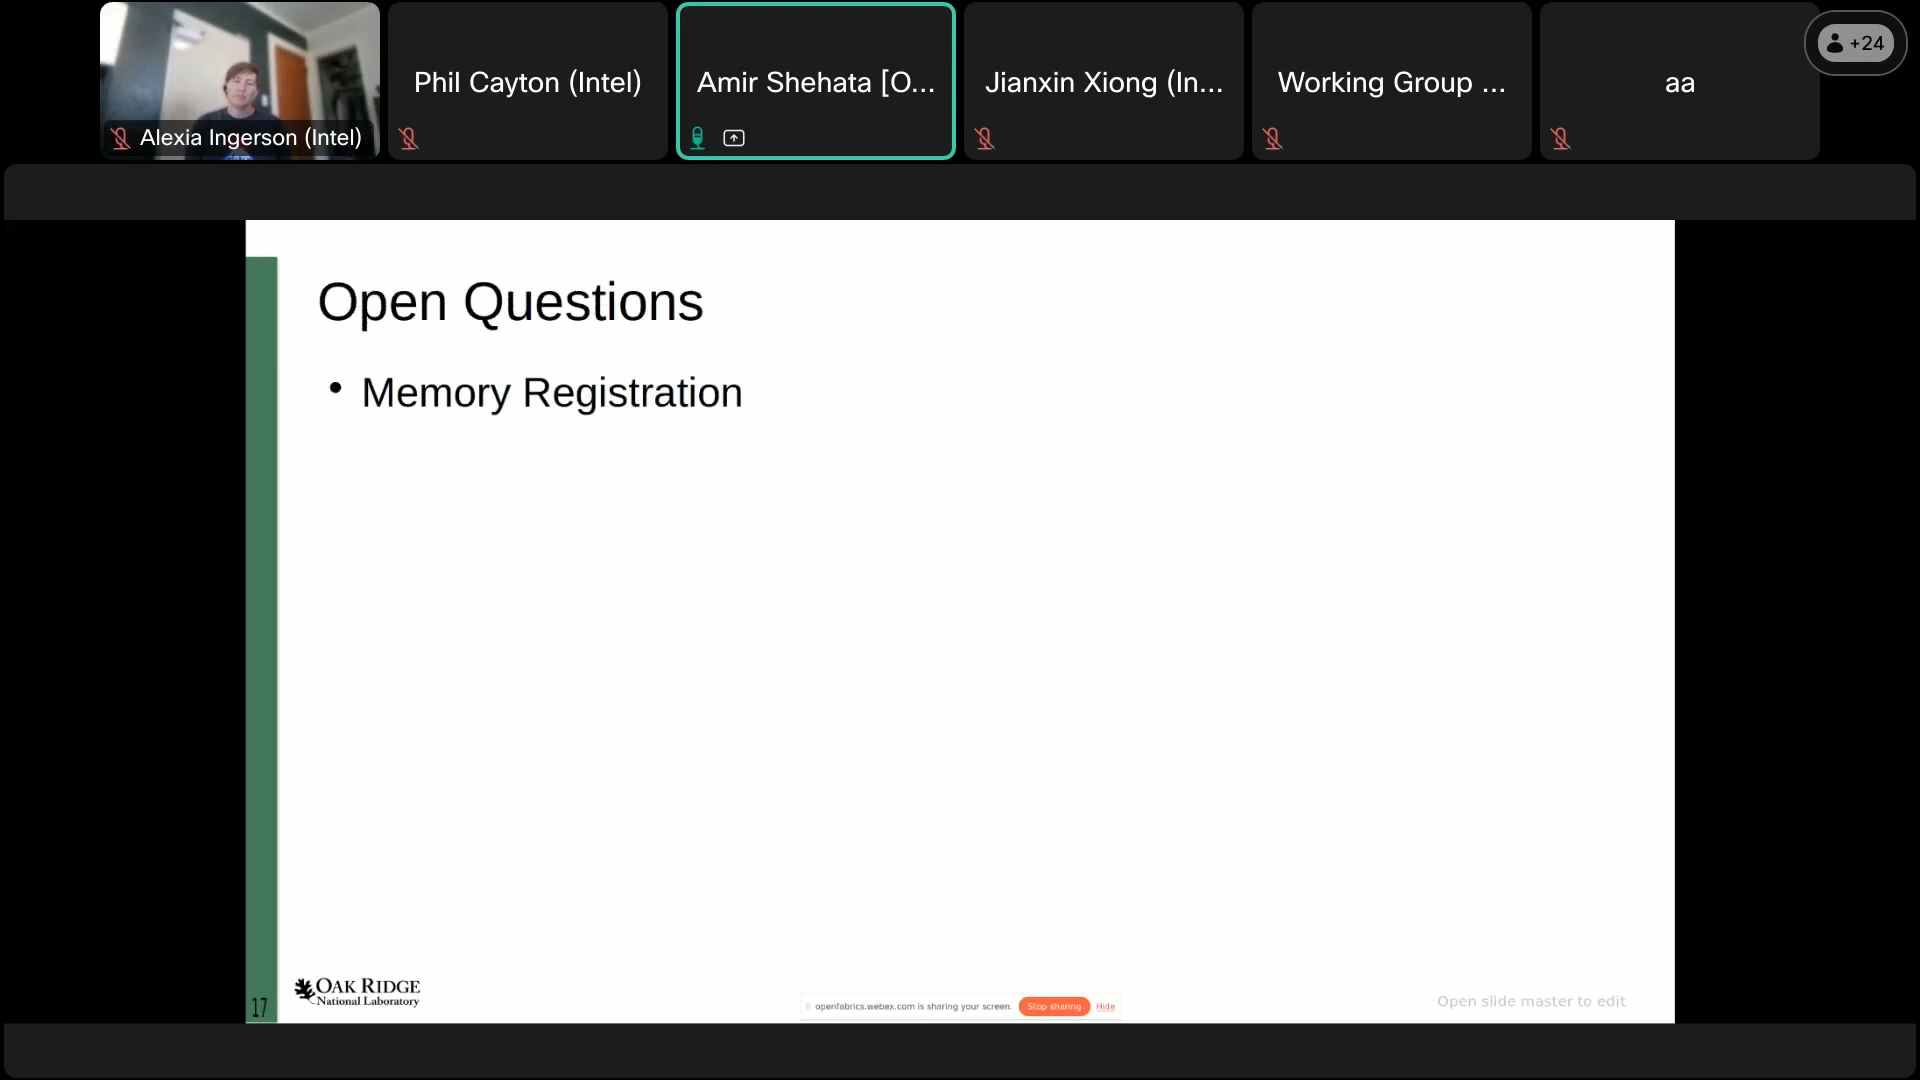 Alexia Ingerson (Intel)
Phil Cayton (Intel)
Amir Shehata [O...
Jianxin Xiong (In...
Working Group ...
aa
+24
Open Questions
• Memory Registration
17
OAK RIDGE
National Laboratory
openfabrics.webex.com is sharing your screen.
Stop sharing
Hide
Open slide master to edit